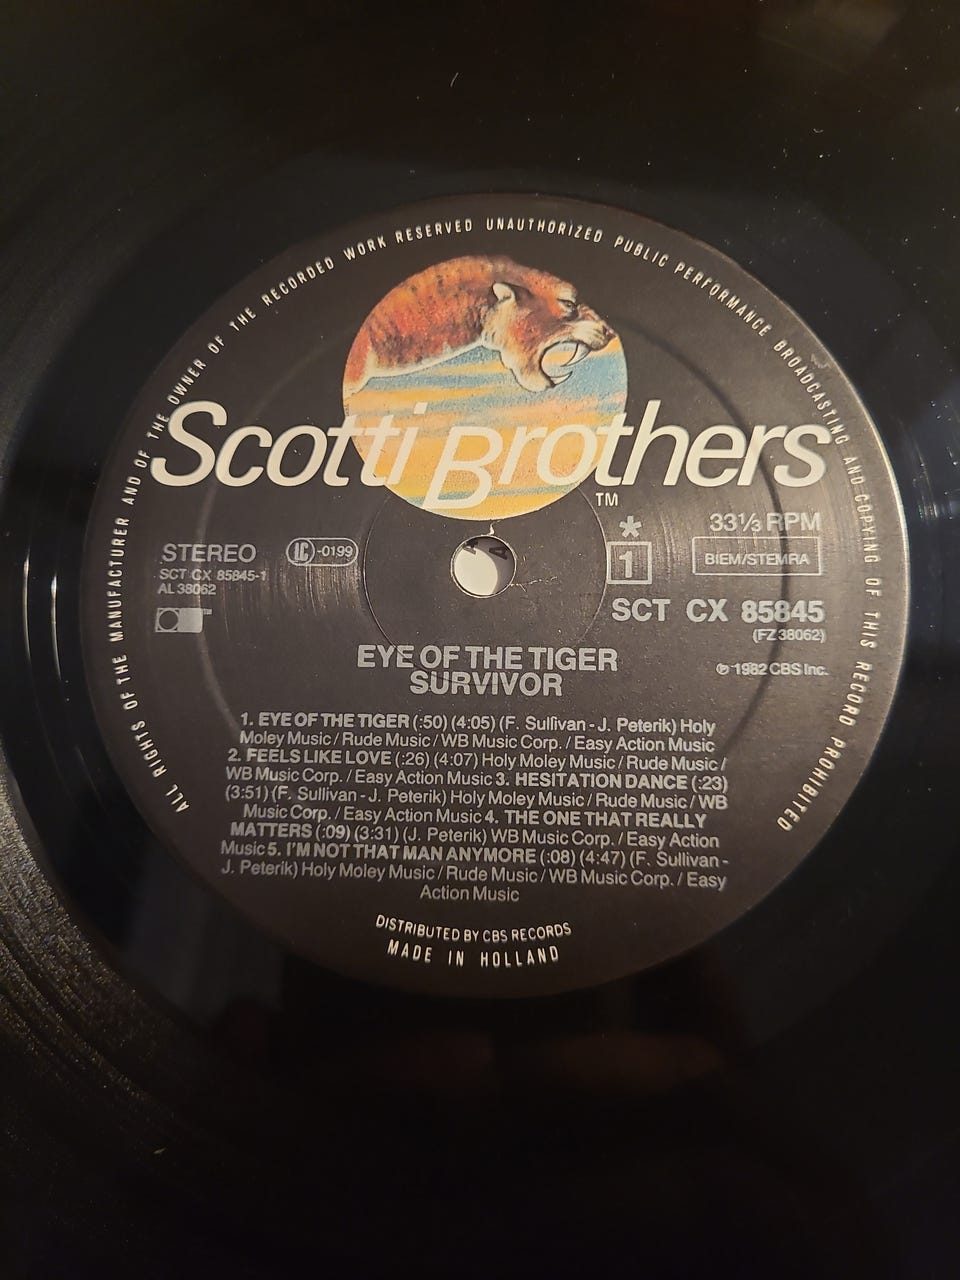 ALL RIGHTS OF THE MANUFACTURER AND OF THE OWNER OF THE RECORDED WORK RESERVED UNAUTHORIZED PUBLIC PERFORMANCE BROADCASTING AND COPYING OF THIS RECORD PROHIBITED
Scotti Brothers
TM
STEREO
LC -0199
SCT CX 85845-1
AL 38062
*
1
33⅓ RPM
BIEM/STEMRA
SCT CX 85845
(FZ 38062)
℗ 1982 CBS Inc.
EYE OF THE TIGER
SURVIVOR
1. EYE OF THE TIGER (:50) (4:05) (F. Sullivan - J. Peterik) Holy
Moley Music / Rude Music / WB Music Corp. / Easy Action Music
2. FEELS LIKE LOVE (:26) (4:07) Holy Moley Music / Rude Music /
WB Music Corp. / Easy Action Music 3. HESITATION DANCE (:23)
(3:51) (F. Sullivan - J. Peterik) Holy Moley Music / Rude Music / WB
Music Corp. / Easy Action Music 4. THE ONE THAT REALLY
MATTERS (:09) (3:31) (J. Peterik) WB Music Corp. / Easy Action
Music 5. I'M NOT THAT MAN ANYMORE (:08) (4:47) (F. Sullivan -
J. Peterik) Holy Moley Music / Rude Music / WB Music Corp. / Easy
Action Music
DISTRIBUTED BY CBS RECORDS
MADE IN HOLLAND